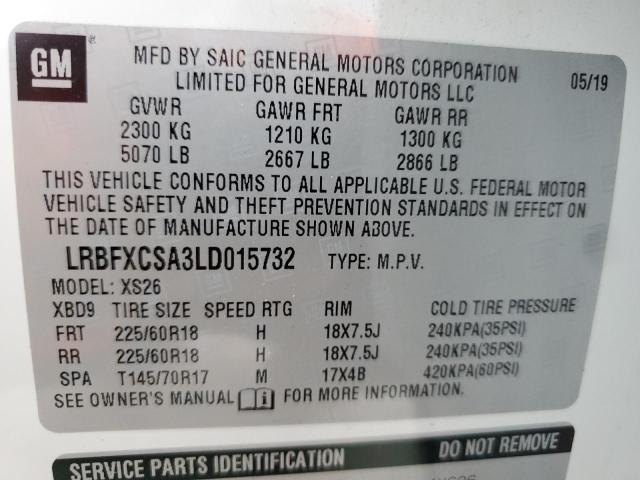 GM
MFD BY SAIC GENERAL MOTORS CORPORATION
LIMITED FOR GENERAL MOTORS LLC
05/19
GVWR GAWR FRT GAWR RR
2300 KG 1210 KG 1300 KG
5070 LB 2667 LB 2866 LB
THIS VEHICLE CONFORMS TO ALL APPLICABLE U.S. FEDERAL MOTOR
VEHICLE SAFETY AND THEFT PREVENTION STANDARDS IN EFFECT ON
THE DATE OF MANUFACTURE SHOWN ABOVE.
LRBFXCSA3LD015732 TYPE: M.P.V.
MODEL: XS26
XBD9 TIRE SIZE SPEED RTG RIM COLD TIRE PRESSURE
FRT 225/60R18 H 18X7.5J 240KPA(35PSI)
RR 225/60R18 H 18X7.5J 240KPA(35PSI)
SPA T145/70R17 M 17X4B 420KPA(60PSI)
SEE OWNER'S MANUAL i FOR MORE INFORMATION.
SERVICE PARTS IDENTIFICATION DO NOT REMOVE